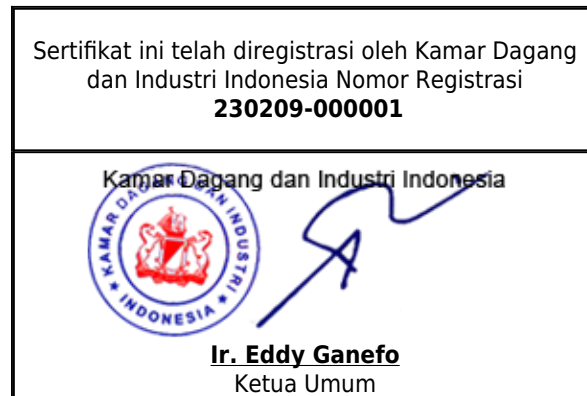 Sertifikat ini telah diregistrasi oleh Kamar Dagang
dan Industri Indonesia Nomor Registrasi
230209-000001
Kamar Dagang dan Industri Indonesia
KAMAR DAGANG DAN INDUSTRI
* INDONESIA *
Ir. Eddy Ganefo
Ketua Umum